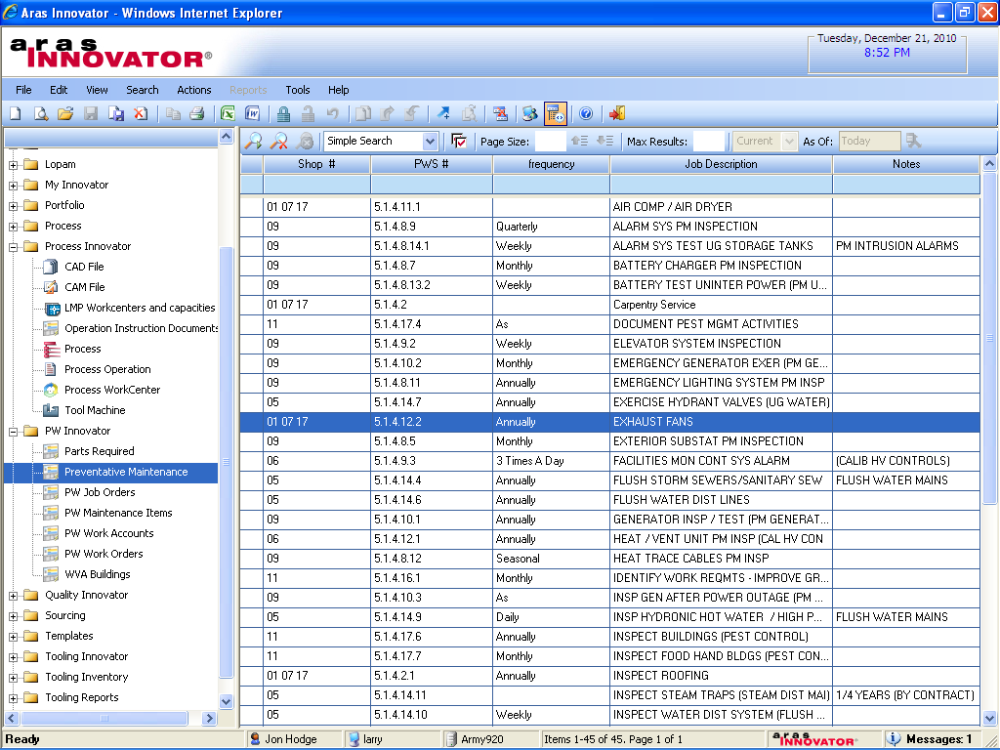 Aras Innovator - Windows Internet Explorer
aras
INNOVATOR®
Tuesday, December 21, 2010
8:52 PM
File Edit View Search Actions Reports Tools Help
Simple Search Page Size: Max Results: Current As Of: Today
Lopam
My Innovator
Portfolio
Process
Process Innovator
CAD File
CAM File
LMP Workcenters and capacities
Operation Instruction Documents
Process
Process Operation
Process WorkCenter
Tool Machine
PW Innovator
Parts Required
Preventative Maintenance
PW Job Orders
PW Maintenance Items
PW Work Accounts
PW Work Orders
WVA Buildings
Quality Innovator
Sourcing
Templates
Tooling Innovator
Tooling Inventory
Tooling Reports
Shop # PWS # frequency Job Description Notes
01 07 17 5.1.4.11.1 AIR COMP / AIR DRYER
09 5.1.4.8.9 Quarterly ALARM SYS PM INSPECTION
09 5.1.4.8.14.1 Weekly ALARM SYS TEST UG STORAGE TANKS PM INTRUSION ALARMS
09 5.1.4.8.7 Monthly BATTERY CHARGER PM INSPECTION
09 5.1.4.8.13.2 Weekly BATTERY TEST UNINTER POWER (PM U...
01 07 17 5.1.4.2 Carpentry Service
11 5.1.4.17.4 As DOCUMENT PEST MGMT ACTIVITIES
09 5.1.4.9.2 Weekly ELEVATOR SYSTEM INSPECTION
09 5.1.4.10.2 Monthly EMERGENCY GENERATOR EXER (PM GE...
09 5.1.4.8.11 Annually EMERGENCY LIGHTING SYSTEM PM INSP
05 5.1.4.14.7 Annually EXERCISE HYDRANT VALVES (UG WATER)
01 07 17 5.1.4.12.2 Annually EXHAUST FANS
09 5.1.4.8.5 Monthly EXTERIOR SUBSTAT PM INSPECTION
06 5.1.4.9.3 3 Times A Day FACILITIES MON CONT SYS ALARM (CALIB HV CONTROLS)
05 5.1.4.14.4 Annually FLUSH STORM SEWERS/SANITARY SEW FLUSH WATER MAINS
05 5.1.4.14.6 Annually FLUSH WATER DIST LINES
09 5.1.4.10.1 Annually GENERATOR INSP / TEST (PM GENERAT...
06 5.1.4.12.1 Annually HEAT / VENT UNIT PM INSP (CAL HV CON
09 5.1.4.8.12 Seasonal HEAT TRACE CABLES PM INSP
11 5.1.4.16.1 Monthly IDENTIFY WORK REQMTS - IMPROVE GR...
09 5.1.4.10.3 As INSP GEN AFTER POWER OUTAGE (PM ...
05 5.1.4.14.9 Daily INSP HYDRONIC HOT WATER / HIGH P... FLUSH WATER MAINS
11 5.1.4.17.6 Annually INSPECT BUILDINGS (PEST CONTROL)
11 5.1.4.17.7 Monthly INSPECT FOOD HAND BLDGS (PEST CON...
01 07 17 5.1.4.2.1 Annually INSPECT ROOFING
05 5.1.4.14.11 INSPECT STEAM TRAPS (STEAM DIST MAI) 1/4 YEARS (BY CONTRACT)
05 5.1.4.14.10 Weekly INSPECT WATER DIST SYSTEM (FLUSH ...
Ready Jon Hodge larry Army920 Items 1-45 of 45. Page 1 of 1 aras INNOVATOR Messages: 1